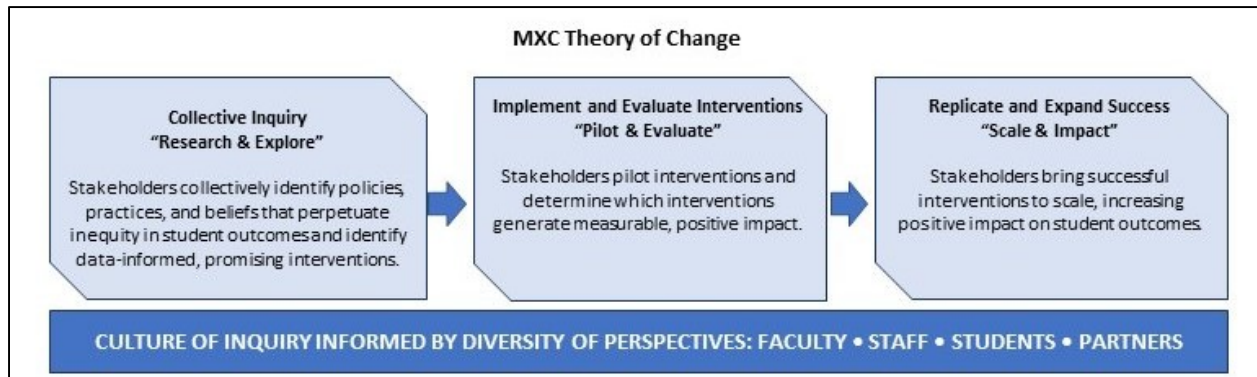 MXC Theory of Change
Collective Inquiry
“Research & Explore”
Stakeholders collectively identify policies,
practices, and beliefs that perpetuate
inequity in student outcomes and identify
data-informed, promising interventions.
Implement and Evaluate Interventions
“Pilot & Evaluate”
Stakeholders pilot interventions and
determine which interventions
generate measurable, positive impact.
Replicate and Expand Success
“Scale & Impact”
Stakeholders bring successful
interventions to scale, increasing
positive impact on student outcomes.
CULTURE OF INQUIRY INFORMED BY DIVERSITY OF PERSPECTIVES: FACULTY • STAFF • STUDENTS • PARTNERS